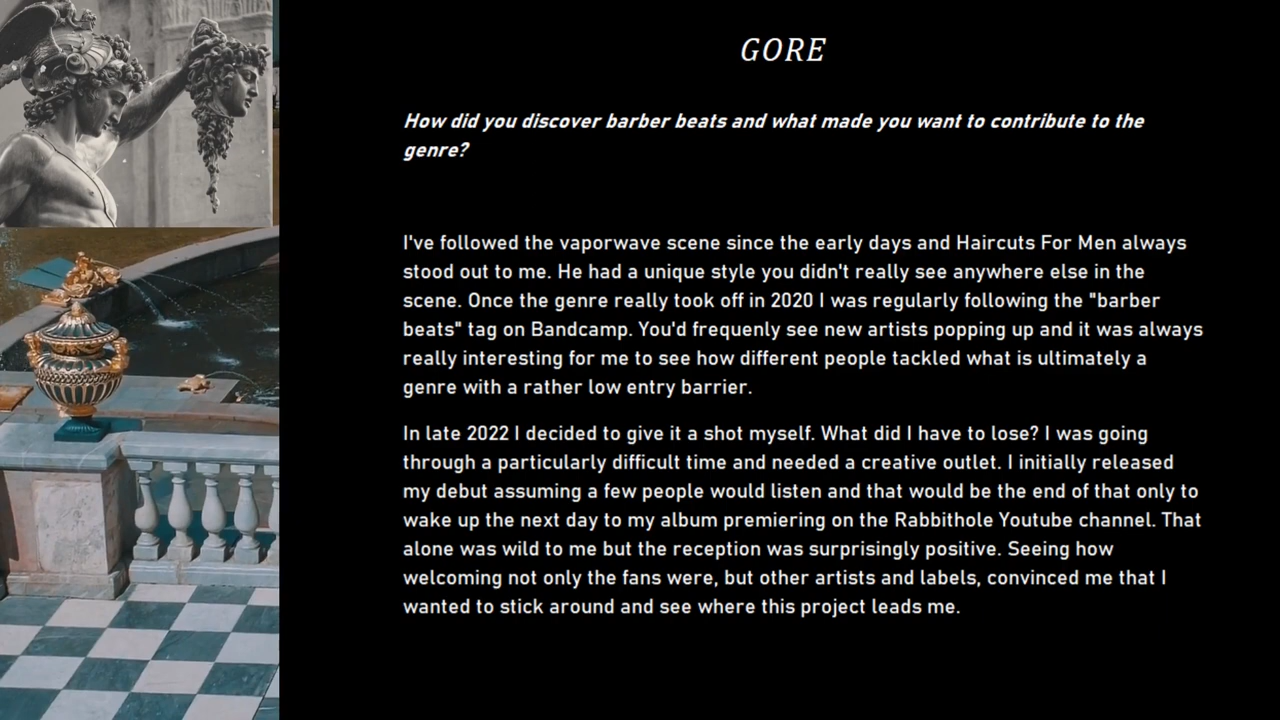 GORE
How did you discover barber beats and what made you want to contribute to the
genre?
I've followed the vaporwave scene since the early days and Haircuts For Men always
stood out to me. He had a unique style you didn't really see anywhere else in the
scene. Once the genre really took off in 2020 I was regularly following the "barber
beats" tag on Bandcamp. You'd frequenly see new artists popping up and it was always
really interesting for me to see how different people tackled what is ultimately a
genre with a rather low entry barrier.
In late 2022 I decided to give it a shot myself. What did I have to lose? I was going
through a particularly difficult time and needed a creative outlet. I initially released
my debut assuming a few people would listen and that would be the end of that only to
wake up the next day to my album premiering on the Rabbithole Youtube channel. That
alone was wild to me but the reception was surprisingly positive. Seeing how
welcoming not only the fans were, but other artists and labels, convinced me that I
wanted to stick around and see where this project leads me.